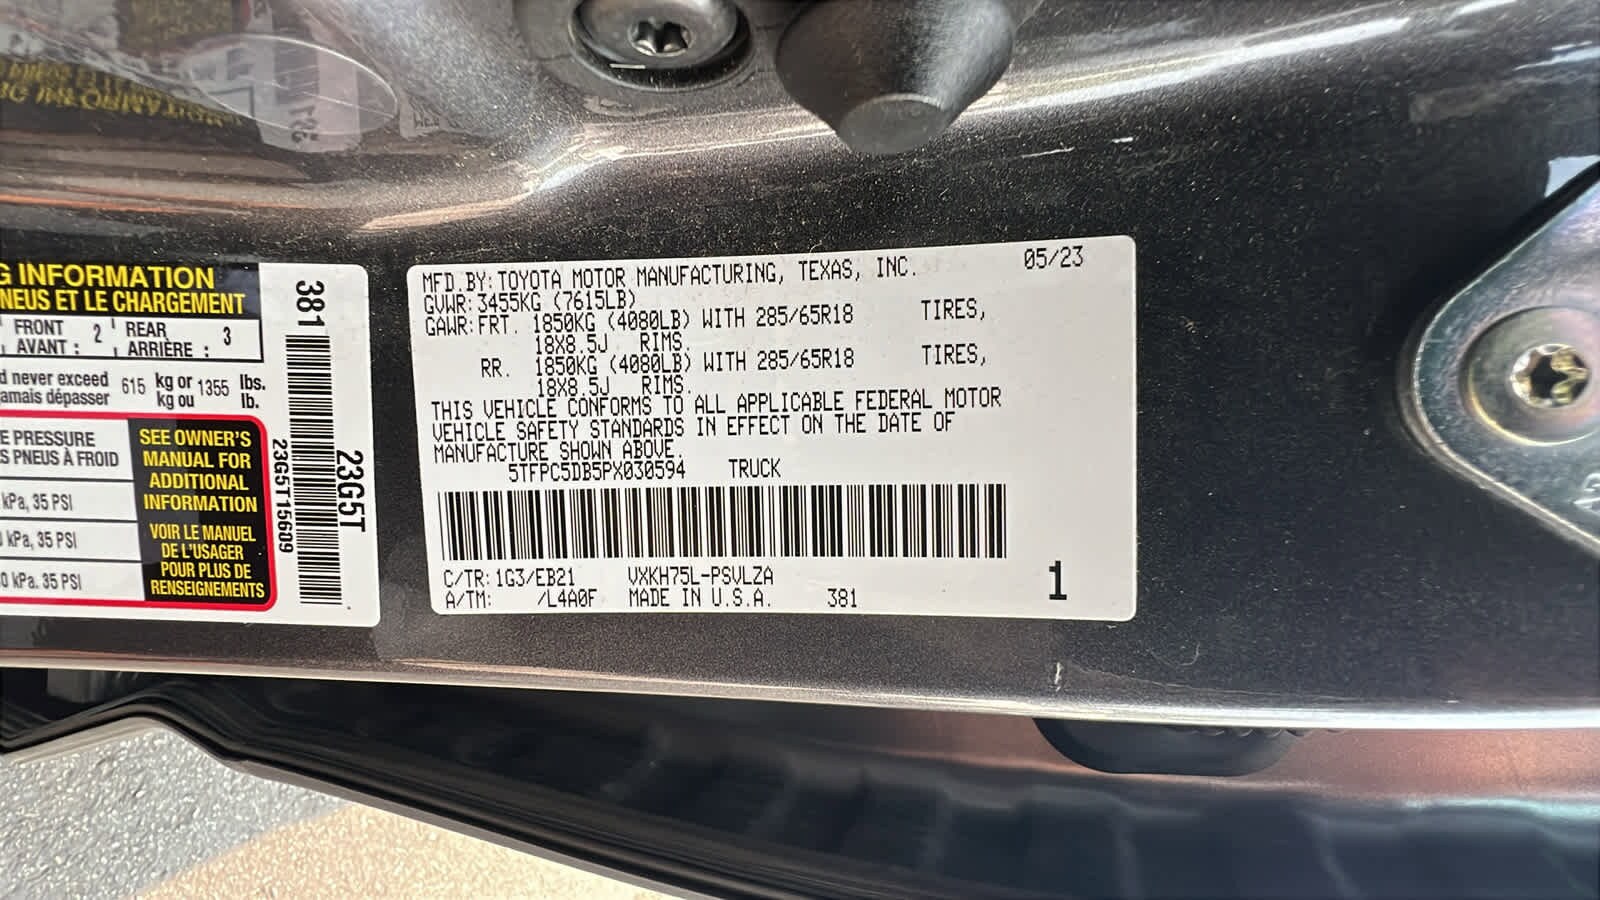 G INFORMATION
NEUS ET LE CHARGEMENT
FRONT 2 REAR 3
AVANT : ARRIÈRE :
d never exceed 615 kg or 1355 lbs.
amais dépasser kg ou lb.
E PRESSURE
S PNEUS À FROID
kPa, 35 PSI
kPa, 35 PSI
0 kPa. 35 PSI
SEE OWNER'S
MANUAL FOR
ADDITIONAL
INFORMATION
VOIR LE MANUEL
DE L'USAGER
POUR PLUS DE
RENSEIGNEMENTS
381
23G5T15609
23G5T
MFD.BY: TOYOTA MOTOR MANUFACTURING, TEXAS, INC. 05/23
GVWR: 3455KG (7615LB)
GAWR: FRT. 1850KG (4080LB) WITH 285/65R18 TIRES,
18X8.5J RIMS.
RR. 1850KG (4080LB) WITH 285/65R18 TIRES,
18X8.5J RIMS.
THIS VEHICLE CONFORMS TO ALL APPLICABLE FEDERAL MOTOR
VEHICLE SAFETY STANDARDS IN EFFECT ON THE DATE OF
MANUFACTURE SHOWN ABOVE.
5TFPC5DB5PX030594 TRUCK
C/TR: 1G3/EB21 VXKH75L-PSVLZA
A/TM: /L4A0F MADE IN U.S.A. 381
1